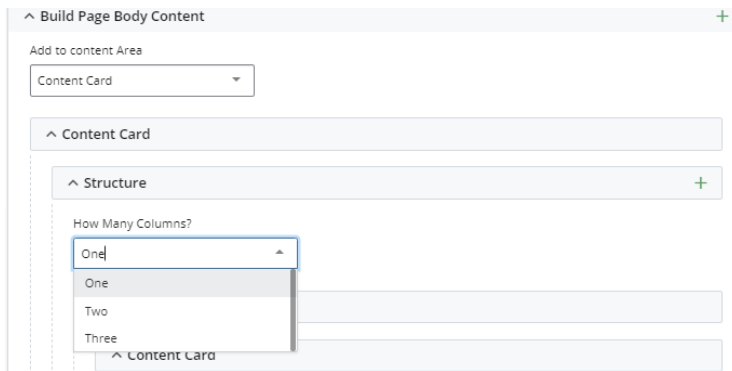 Build Page Body Content
Add to content Area
Content Card
Content Card
Structure
How Many Columns?
One
One
Two
Three
Content Card